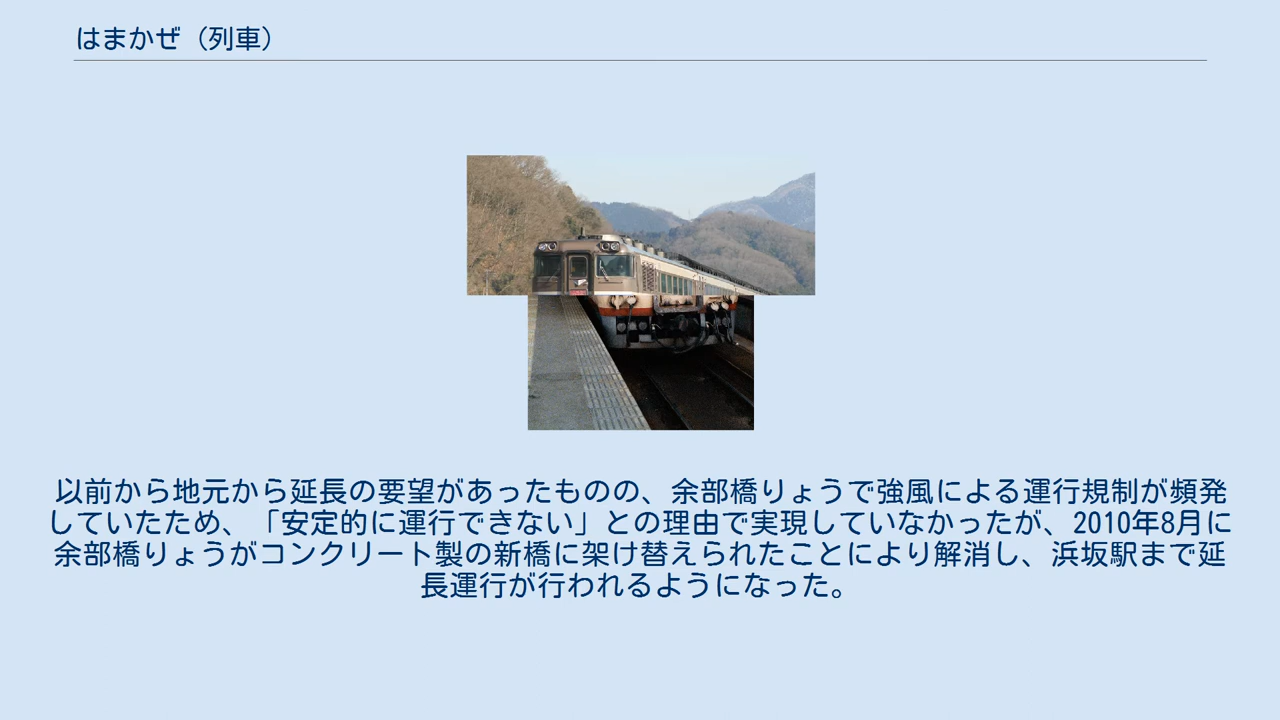 はまかぜ（列車）
以前から地元から延長の要望があったものの、余部橋りょうで強風による運行規制が頻発
していたため、「安定的に運行できない」との理由で実現していなかったが、2010年8月に
余部橋りょうがコンクリート製の新橋に架け替えられたことにより解消し、浜坂駅まで延
長運行が行われるようになった。